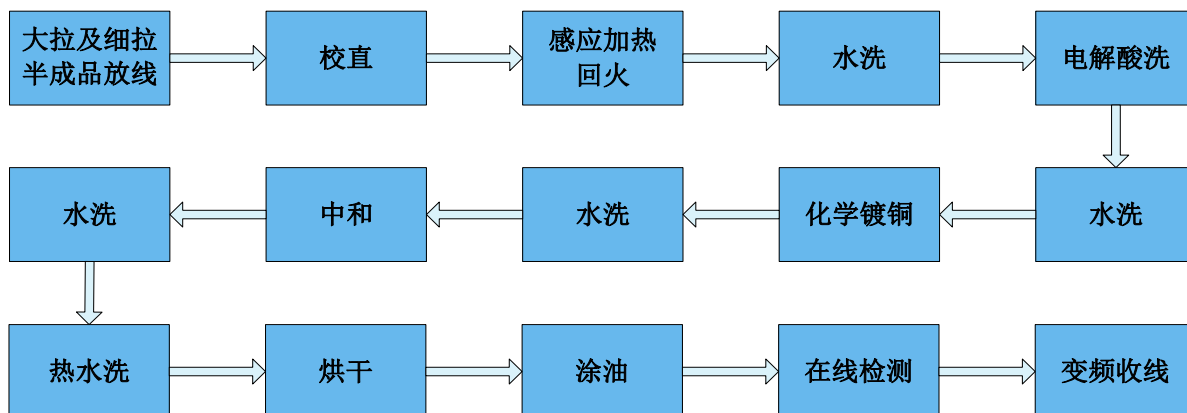 大拉及细拉
半成品放线
校直
感应加热
回火
水洗
电解酸洗
水洗
化学镀铜
水洗
中和
水洗
热水洗
烘干
涂油
在线检测
变频收线